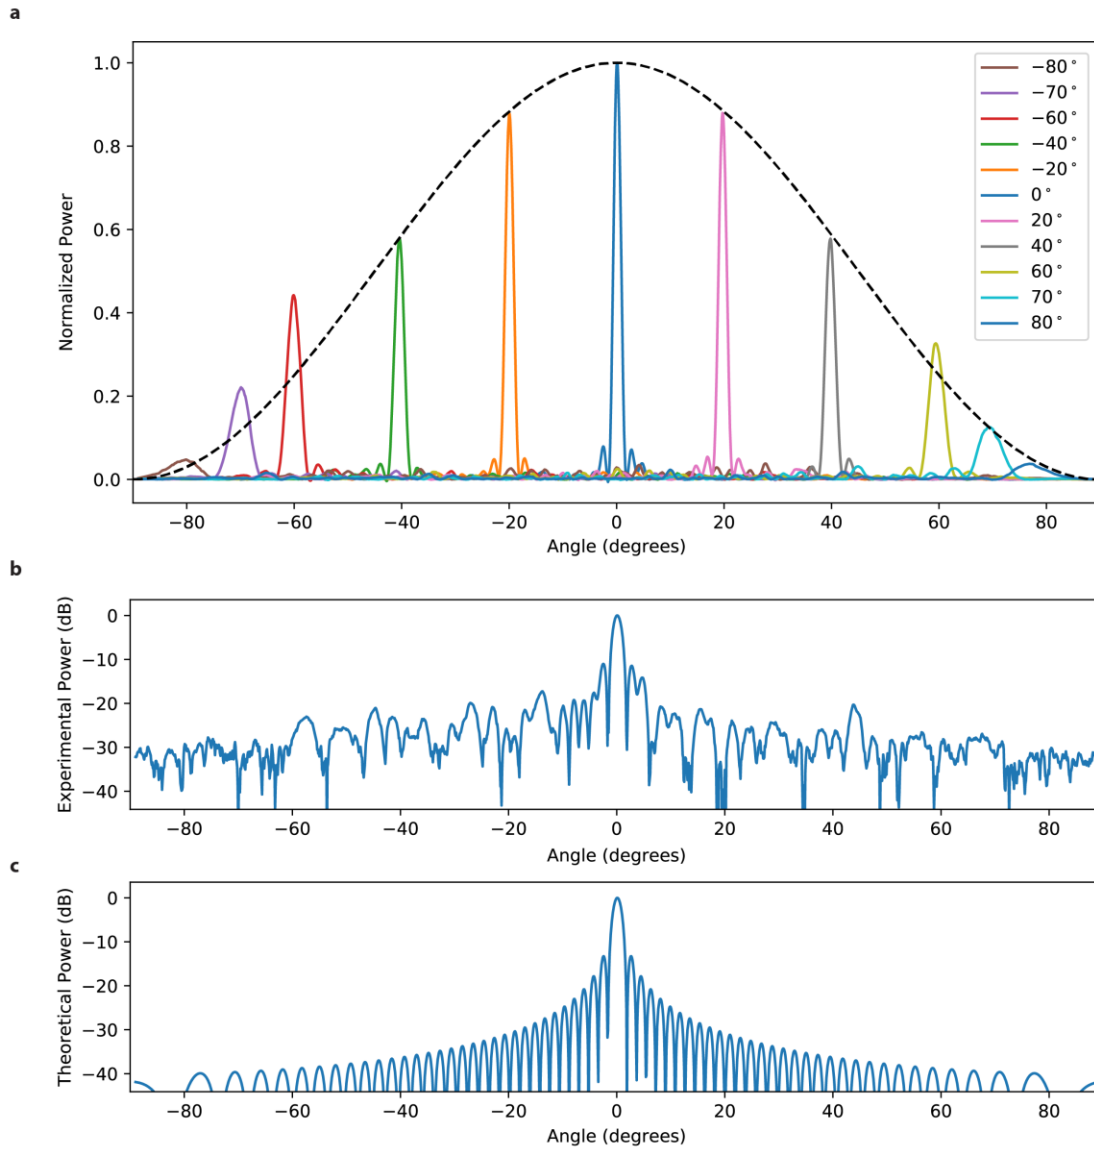 a
1.0
0.8
0.6
0.4
0.2
0.0
Normalized Power
−80 −60 −40 −20 0 20 40 60 80
Angle (degrees)
−80°
−70°
−60°
−40°
−20°
0°
20°
40°
60°
70°
80°
b
0
−10
−20
−30
−40
Experimental Power (dB)
−80 −60 −40 −20 0 20 40 60 80
Angle (degrees)
c
0
−10
−20
−30
−40
Theoretical Power (dB)
−80 −60 −40 −20 0 20 40 60 80
Angle (degrees)